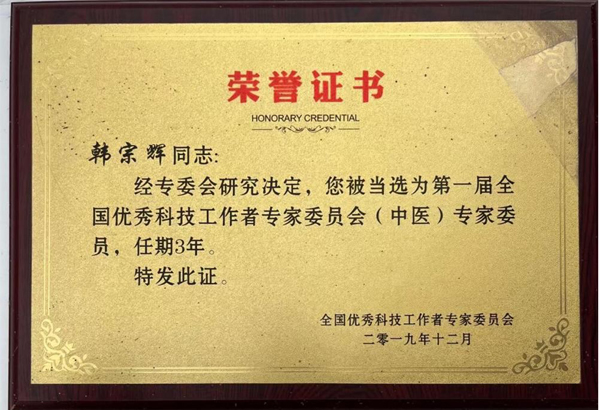 荣誉证书
HONORARY CREDENTIAL
韩宗辉同志:
经专委会研究决定，您被当选为第一届全
国优秀科技工作者专家委员会（中医）专家委
员，任期3年。
特发此证。
全国优秀科技工作者专家委员会
二零一九年十二月